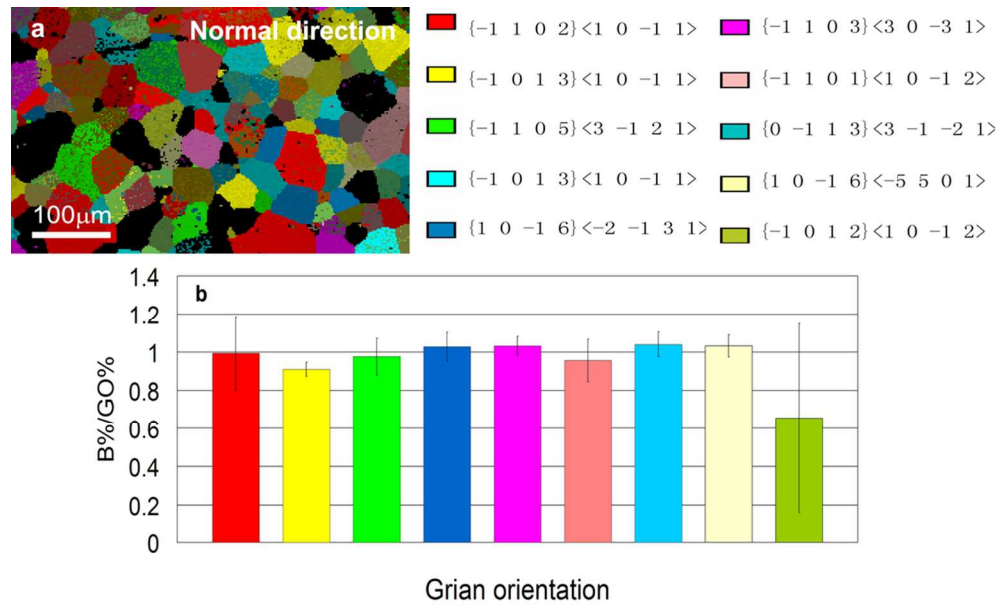 a Normal direction
100μm
{-1 1 0 2}<1 0 -1 1>
{-1 0 1 3}<1 0 -1 1>
{-1 1 0 5}<3 -1 2 1>
{-1 0 1 3}<1 0 -1 1>
{1 0 -1 6}<-2 -1 3 1>
{-1 1 0 3}<3 0 -3 1>
{-1 1 0 1}<1 0 -1 2>
{0 -1 1 3}<3 -1 -2 1>
{1 0 -1 6}<-5 5 0 1>
{-1 0 1 2}<1 0 -1 2>
b
B%/GO%
1.4
1.2
1
0.8
0.6
0.4
0.2
0
Grian orientation